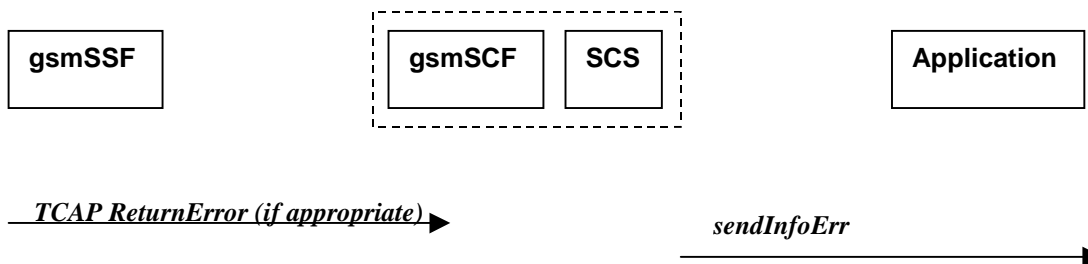 gsmSSF
gsmSCF
SCS
Application
TCAP ReturnError (if appropriate)
sendInfoErr